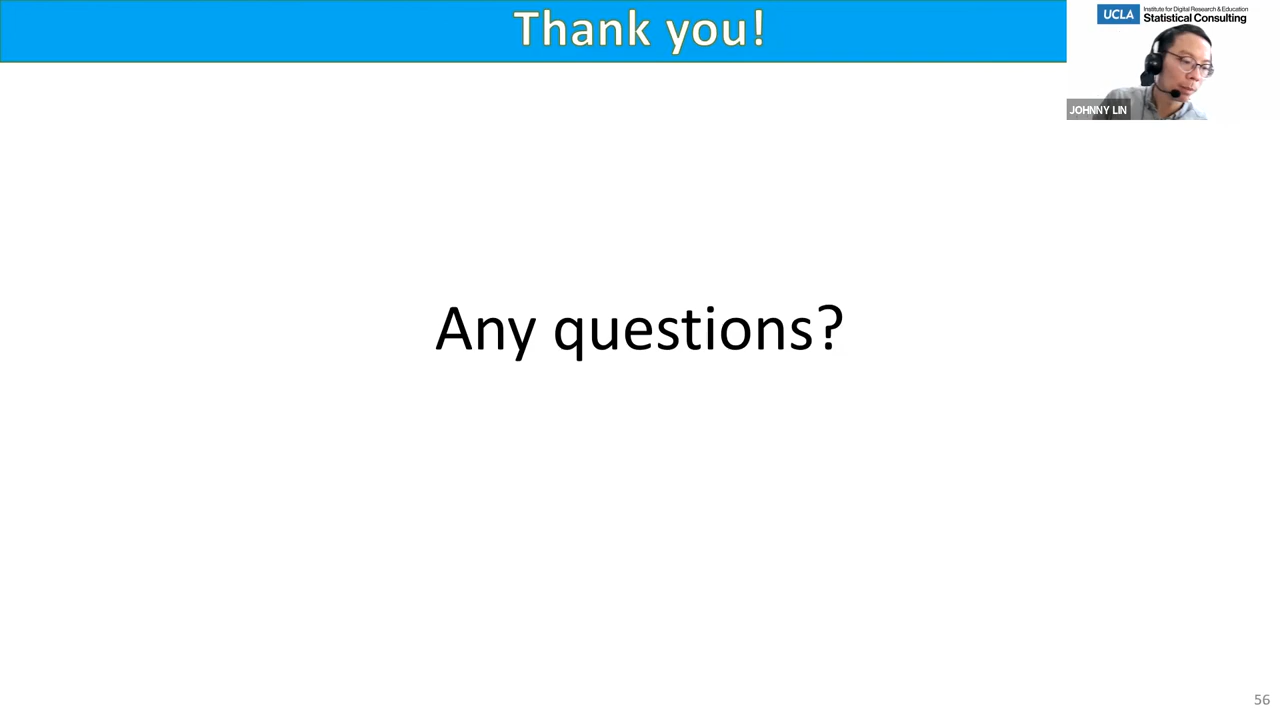 Thank you!
UCLA
Institute for Digital Research & Education
Statistical Consulting
JOHNNY LIN
Any questions?
56